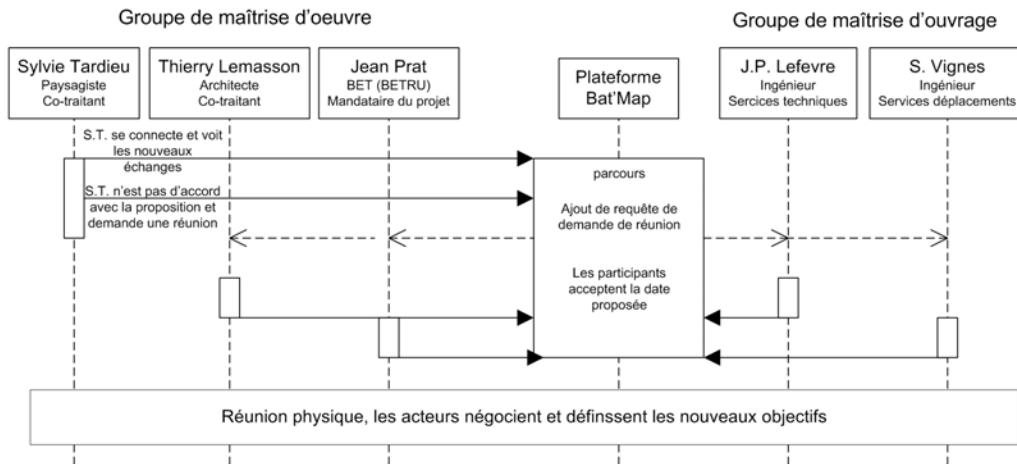 Groupe de maîtrise d'oeuvre
Groupe de maîtrise d'ouvrage
Sylvie Tardieu
Paysagiste
Co-traitant
Thierry Lemasson
Architecte
Co-traitant
Jean Prat
BET (BETRU)
Mandataire du projet
Plateforme
Bat'Map
J.P. Lefevre
Ingénieur
Sercices techniques
S. Vignes
Ingénieur
Services déplacements
S.T. se connecte et voit
les nouveaux
échanges
S.T. n'est pas d'accord
avec la proposition et
demande une réunion
parcours
Ajout de requête de
demande de réunion
Les participants
acceptent la date
proposée
Réunion physique, les acteurs négocient et définssent les nouveaux objectifs